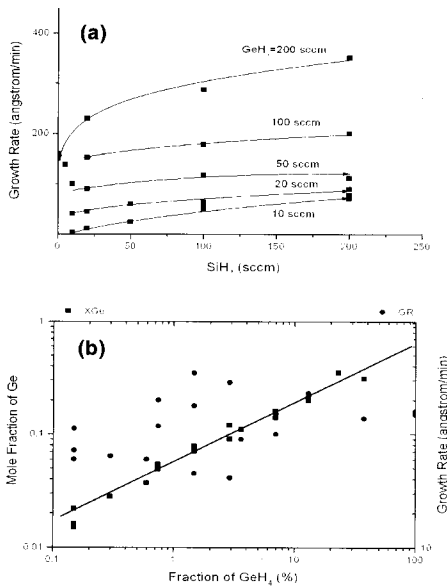 (a)
GeH₄=200 sccm
100 sccm
50 sccm
20 sccm
10 sccm
400
200
0 50 100 150 200 250
Growth Rate (angstrom/min)
SiH₄ (sccm)
XGe
GR
(b)
1
0.1
0.01
0.1 1 10 100
Mole Fraction of Ge
10
Growth Rate (angstrom/min)
Fraction of GeH₄ (%)